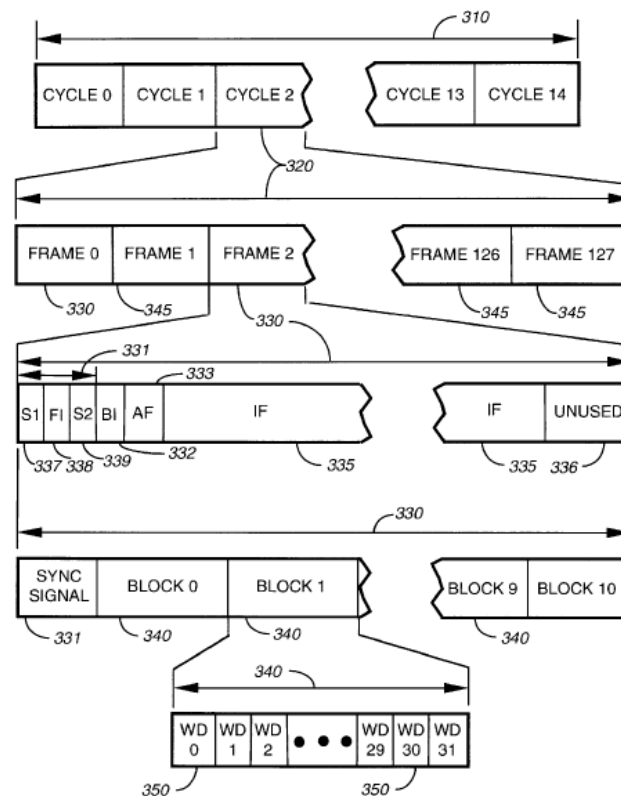 310
CYCLE 0 CYCLE 1 CYCLE 2 CYCLE 13 CYCLE 14
320
FRAME 0 FRAME 1 FRAME 2 FRAME 126 FRAME 127
330 345 330 345 345
331 333
S1 FI S2 BI AF IF IF UNUSED
337 338 339 332 335 335 336
330
SYNC SIGNAL BLOCK 0 BLOCK 1 BLOCK 9 BLOCK 10
331 340 340 340
340
WD 0 WD 1 WD 2 WD 29 WD 30 WD 31
350 350